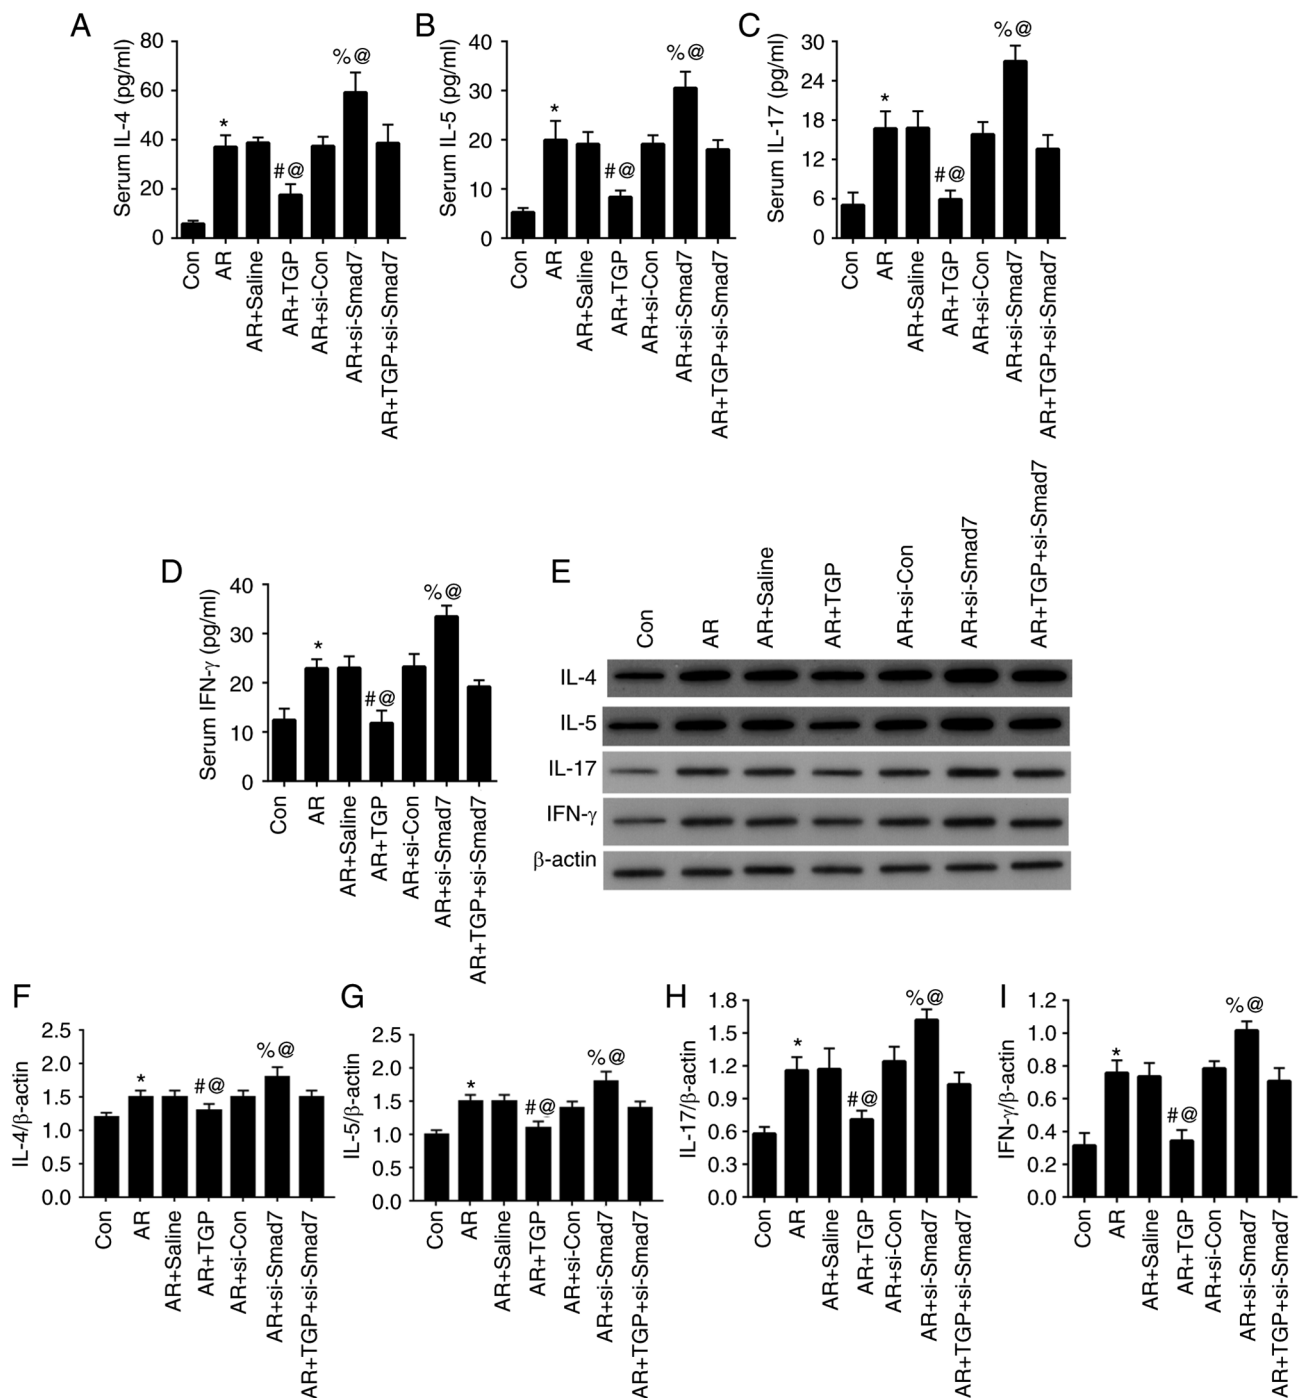 A
Serum IL-4 (pg/ml)
80
60
40
20
0
*
#@
%@
Con
AR
AR+Saline
AR+TGP
AR+si-Con
AR+si-Smad7
AR+TGP+si-Smad7
B
Serum IL-5 (pg/ml)
40
30
20
10
0
*
#@
%@
Con
AR
AR+Saline
AR+TGP
AR+si-Con
AR+si-Smad7
AR+TGP+si-Smad7
C
Serum IL-17 (pg/ml)
30
24
18
12
6
0
*
#@
%@
Con
AR
AR+Saline
AR+TGP
AR+si-Con
AR+si-Smad7
AR+TGP+si-Smad7
D
Serum IFN-γ (pg/ml)
40
30
20
10
0
*
#@
%@
Con
AR
AR+Saline
AR+TGP
AR+si-Con
AR+si-Smad7
AR+TGP+si-Smad7
E
Con
AR
AR+Saline
AR+TGP
AR+si-Con
AR+si-Smad7
AR+TGP+si-Smad7
IL-4
IL-5
IL-17
IFN-γ
β-actin
F
IL-4/β-actin
2.5
2.0
1.5
1.0
0.5
0.0
*
#@
%@
Con
AR
AR+Saline
AR+TGP
AR+si-Con
AR+si-Smad7
AR+TGP+si-Smad7
G
IL-5/β-actin
2.5
2.0
1.5
1.0
0.5
0.0
*
#@
%@
Con
AR
AR+Saline
AR+TGP
AR+si-Con
AR+si-Smad7
AR+TGP+si-Smad7
H
IL-17/β-actin
1.8
1.5
1.2
0.9
0.6
0.3
0.0
*
#@
%@
Con
AR
AR+Saline
AR+TGP
AR+si-Con
AR+si-Smad7
AR+TGP+si-Smad7
I
IFN-γ/β-actin
1.2
1.0
0.8
0.6
0.4
0.2
0.0
*
#@
%@
Con
AR
AR+Saline
AR+TGP
AR+si-Con
AR+si-Smad7
AR+TGP+si-Smad7